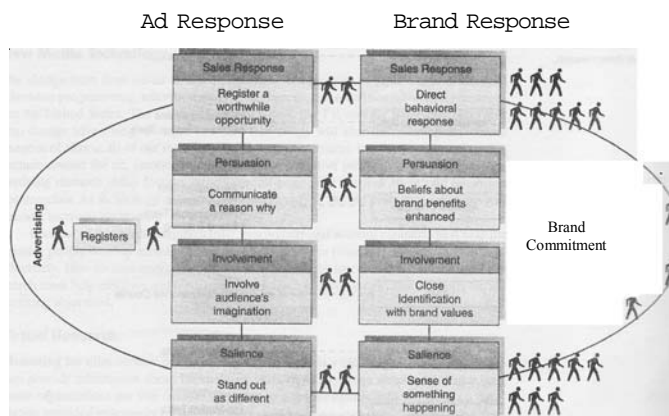 Ad Response
Brand Response
Sales Response
Register a
worthwhile
opportunity
Sales Response
Direct
behavioral
response
Persuasion
Communicate
a reason why
Persuasion
Beliefs about
brand benefits
enhanced
Advertising
Registers
Brand
Commitment
Involvement
Involve
audience's
imagination
Involvement
Close
identification
with brand values
Salience
Stand out
as different
Salience
Sense of
something
happening